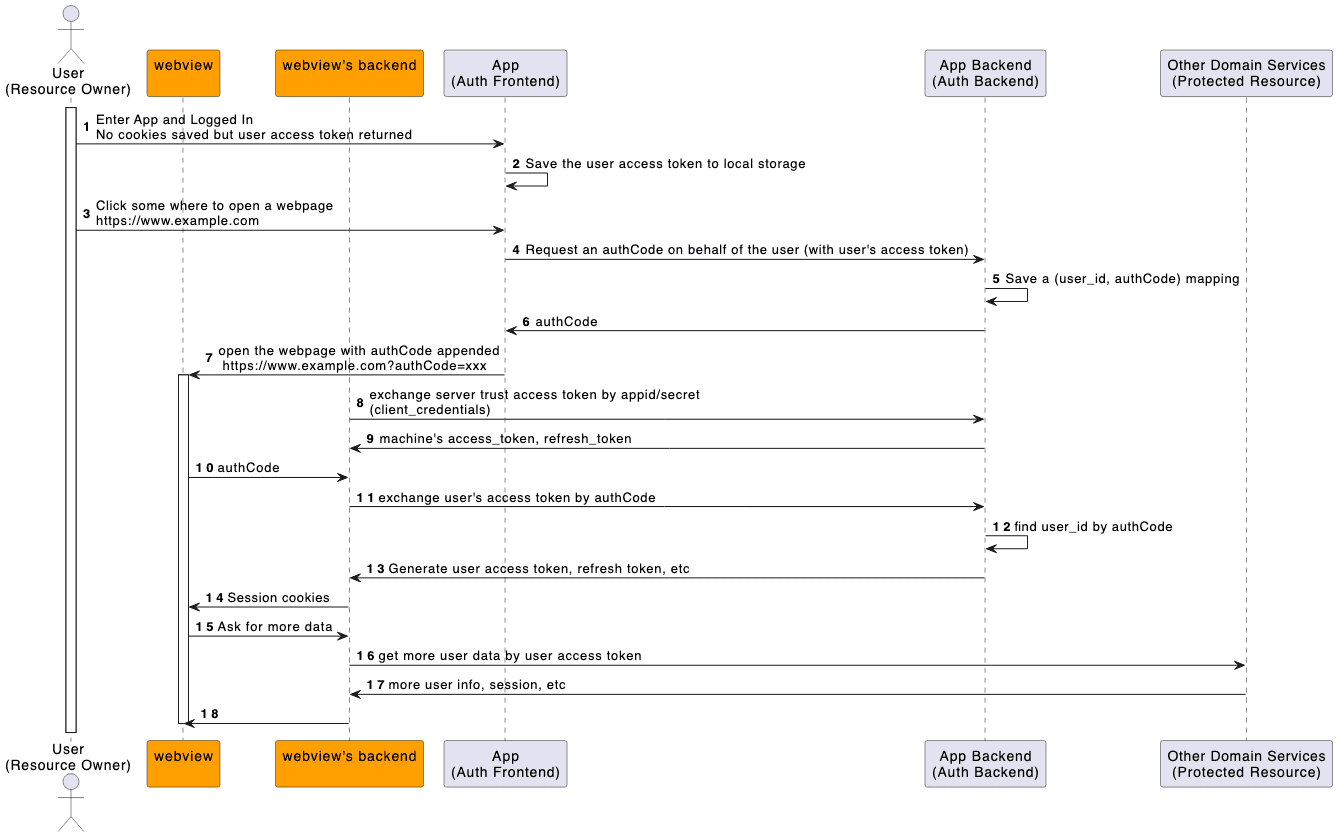 User
(Resource Owner)
webview
webview's backend
App
(Auth Frontend)
App Backend
(Auth Backend)
Other Domain Services
(Protected Resource)
1 Enter App and Logged In
No cookies saved but user access token returned
2 Save the user access token to local storage
3 Click some where to open a webpage
https://www.example.com
4 Request an authCode on behalf of the user (with user's access token)
5 Save a (user_id, authCode) mapping
6 authCode
7 open the webpage with authCode appended
https://www.example.com?authCode=xxx
8 exchange server trust access token by appid/secret
(client_credentials)
9 machine's access_token, refresh_token
10 authCode
11 exchange user's access token by authCode
12 find user_id by authCode
13 Generate user access token, refresh token, etc
14 Session cookies
15 Ask for more data
16 get more user data by user access token
17 more user info, session, etc
18
User
(Resource Owner)
webview
webview's backend
App
(Auth Frontend)
App Backend
(Auth Backend)
Other Domain Services
(Protected Resource)